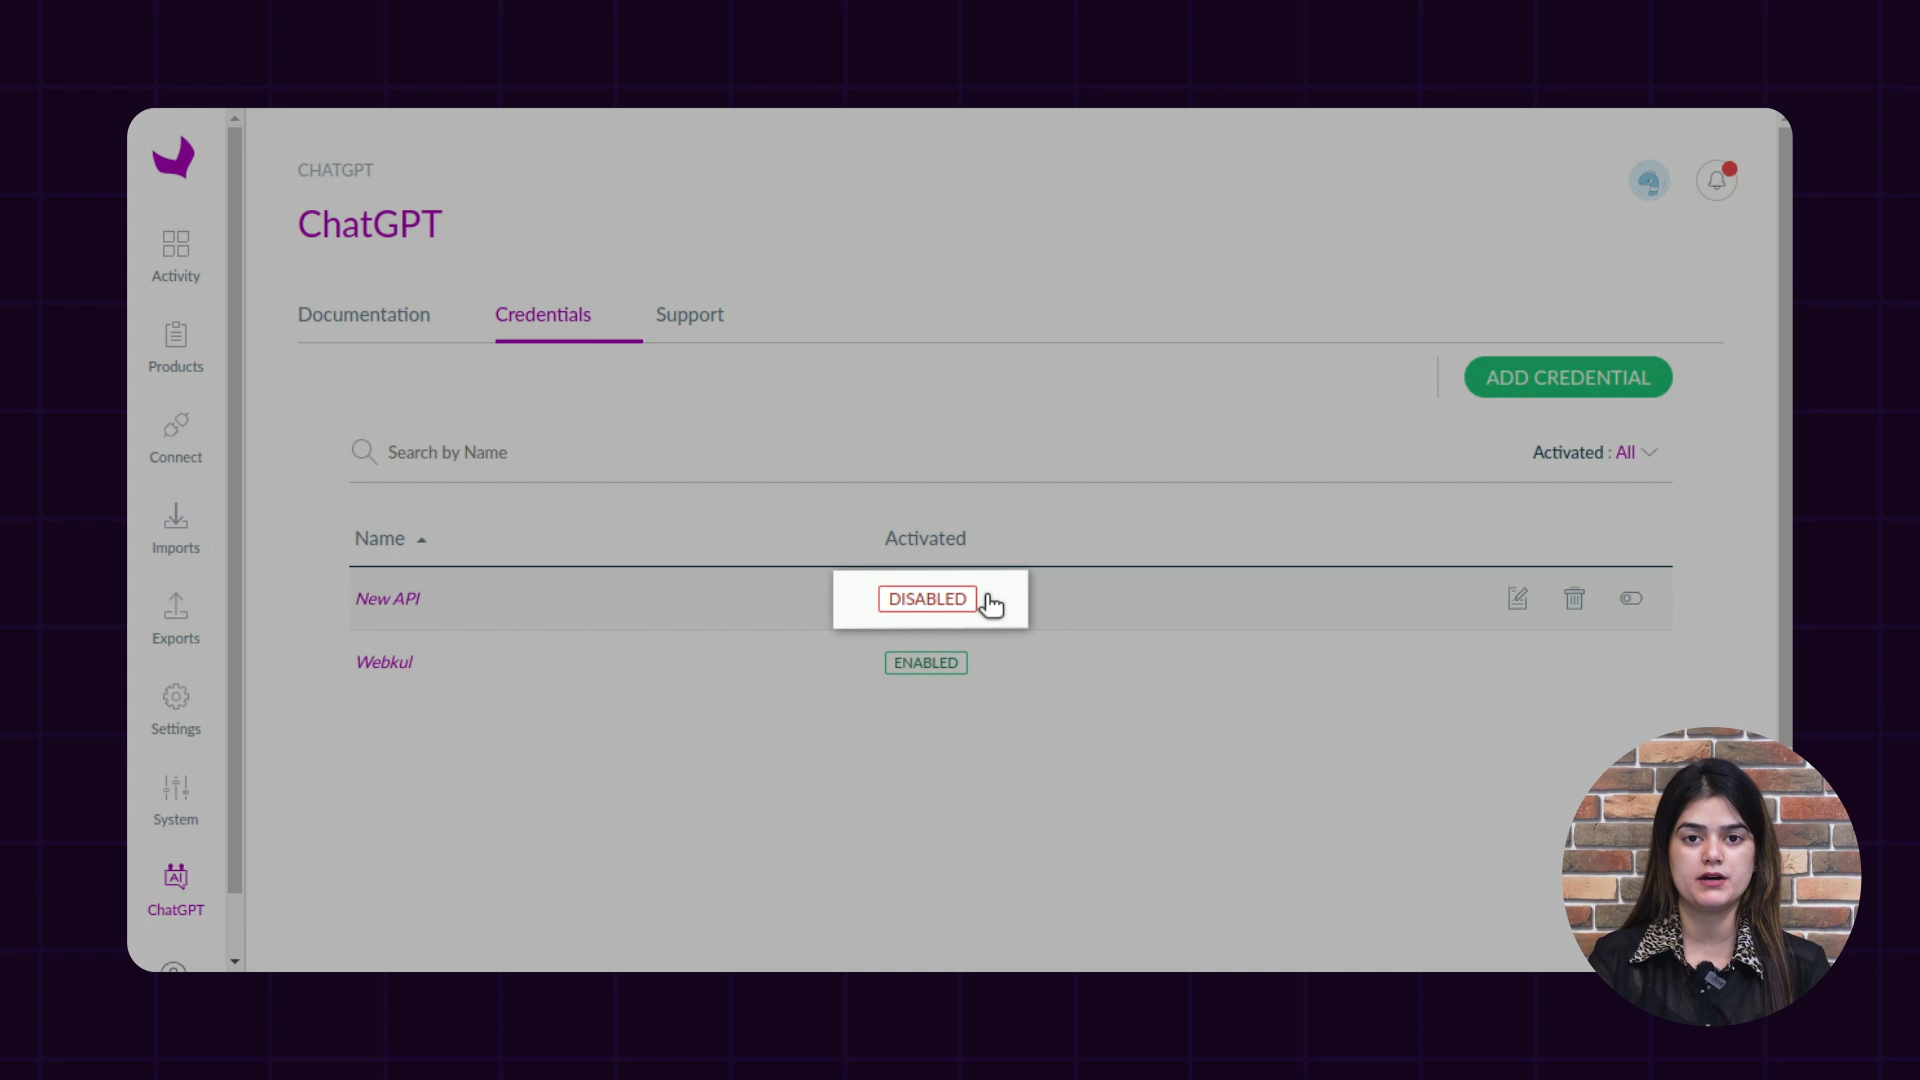 CHATGPT
ChatGPT
Documentation
Credentials
Support
ADD CREDENTIAL
Search by Name
Activated : All
Name
Activated
New API
DISABLED
Webkul
ENABLED
Activity
Products
Connect
Imports
Exports
Settings
System
AI
ChatGPT